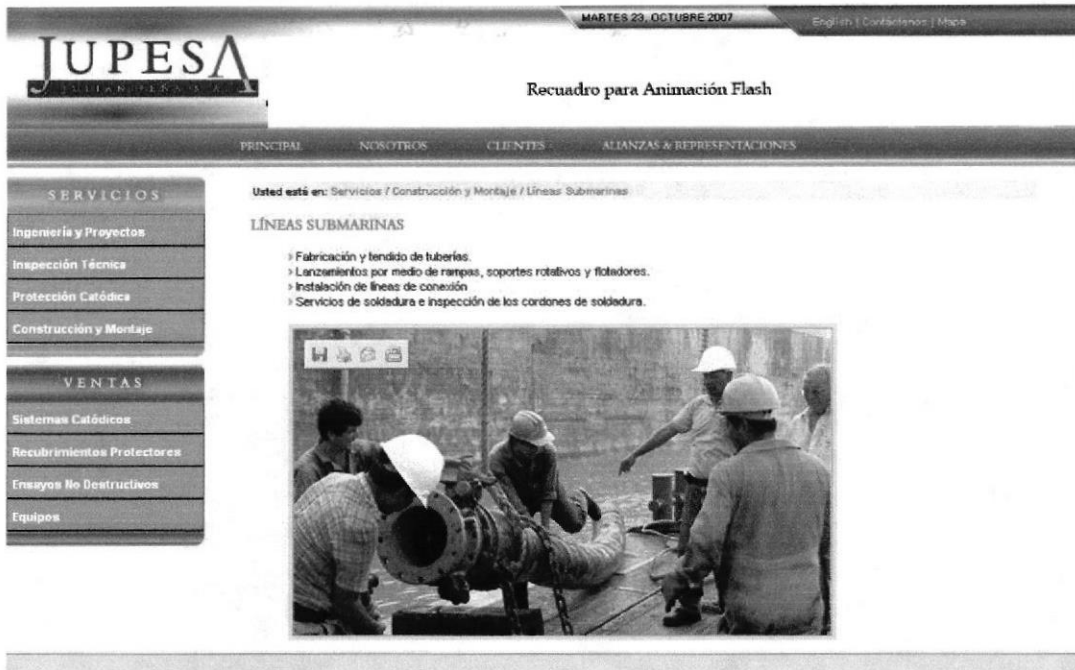 MARTES 23, OCTUBRE 2007
English | Contáctenos | Mapa
JUPESA
JULIAN PEÑA S.A.
Recuadro para Animación Flash
PRINCIPAL NOSOTROS CLIENTES ALIANZAS & REPRESENTACIONES
SERVICIOS
Ingeniería y Proyectos
Inspección Técnica
Protección Catódica
Construcción y Montaje
VENTAS
Sistemas Catódicos
Recubrimientos Protectores
Ensayos No Destructivos
Equipos
Usted esté en: Servicios / Construcción y Montaje / Líneas Submarinas
LÍNEAS SUBMARINAS
› Fabricación y tendido de tuberías.
› Lanzamientos por medio de rampas, soportes rotativos y flotadores.
› Instalación de líneas de conexión
› Servicios de soldadura e inspección de los cordones de soldadura.